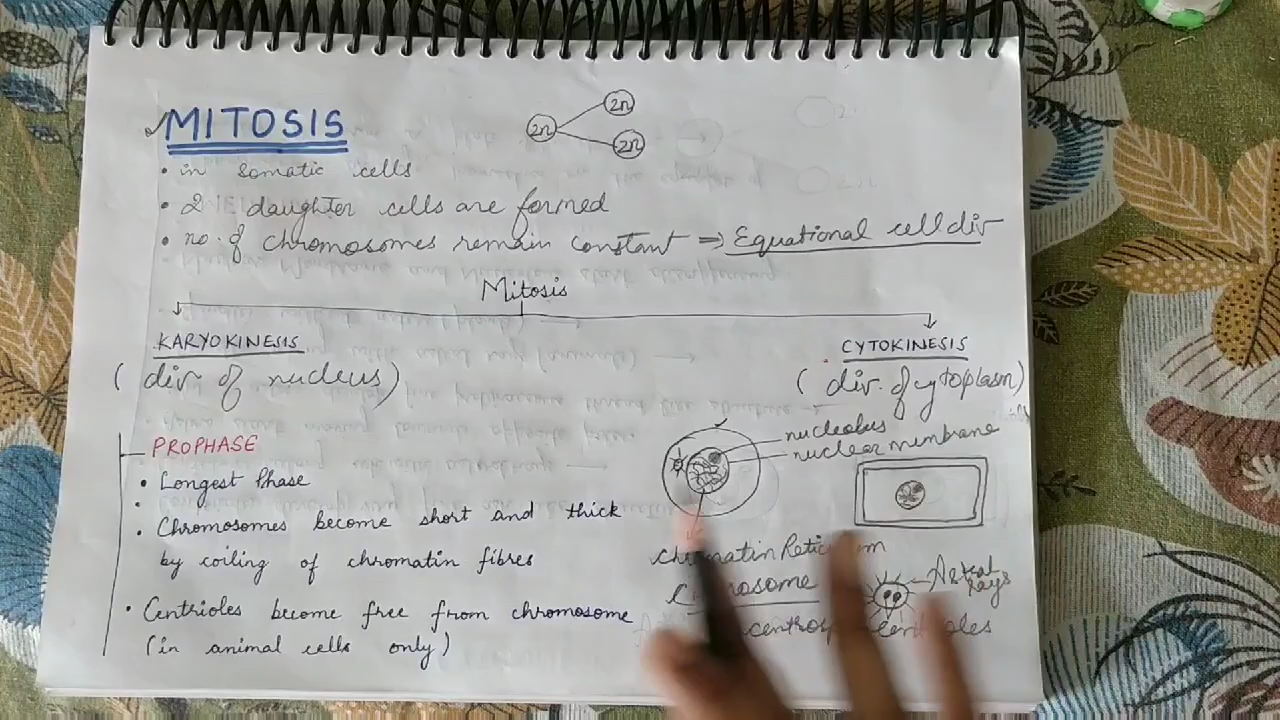 MITOSIS
2n
2n
2n
• in somatic cells
• 2 daughter cells are formed
• no. of chromosomes remain constant ⇒ Equational cell div
Mitosis
KARYOKINESIS
(div of nucleus)
CYTOKINESIS
(div. of cytoplasm)
PROPHASE
• Longest Phase
• Chromosomes become short and thick
by coiling of chromatin fibres
• Centrioles become free from chromosome
(in animal cells only)
nucleolus
nuclear membrane
Chromatin Reticulum
Astral
rays